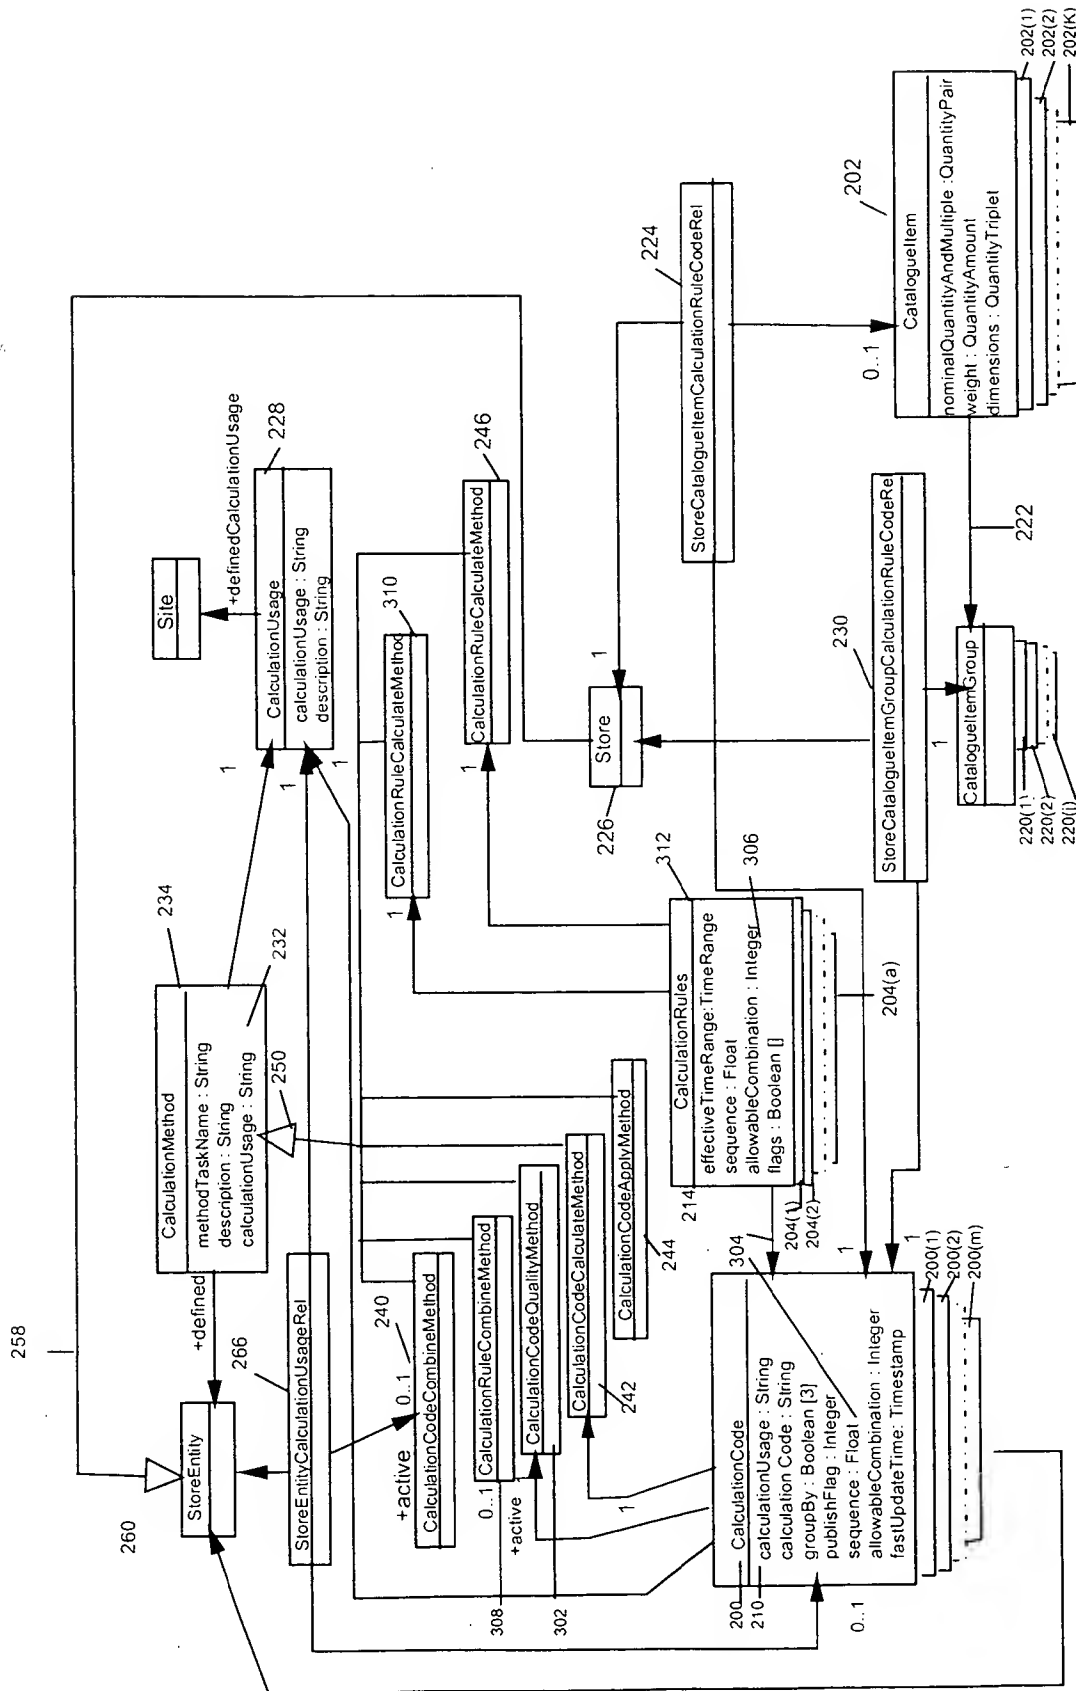 258
260
StoreEntity
+defined
266
StoreEntityCalculationUsageRel
234
CalculationMethod
methodTaskName : String
description : String
calculationUsage : String
232
250
Site
+definedCalculationUsage
228
CalculationUsage
calculationUsage : String
description : String
1
1
1
240
+active 0..1
CalculationCodeCombineMethod
0..1
CalculationRuleCombineMethod
+active
CalculationCodeQualityMethod
308
302
CalculationCodeCalculateMethod
242
1
CalculationCodeApplyMethod
244
310
CalculationRuleCalculateMethod
1
246
CalculationRuleCalculateMethod
1
Store
226
1
224
StoreCatalogueItemCalculationRuleCodeRel
312
306
CalculationRules
effectiveTimeRange:TimeRange
sequence : Float
allowableCombination : Integer
flags : Boolean []
214
204(1)
204(2)
204(a)
304
200
CalculationCode
210
calculationUsage : String
calculation Code : String
groupBy : Boolean [3]
publishFlag : Integer
sequence : Float
allowableCombination : Integer
fastUpdateTime: Timestamp
0..1
1
1
200(1)
200(2)
200(m)
230
StoreCatalogueItemGroupCalculationRuleCodeRel
1
CatalogueItemGroup
220(1)
220(2)
220(j)
222
202
0..1
CatalogueItem
nominalQuantityAndMultiple :QuantityPair
weight : QuantityAmount
dimensions : QuantityTriplet
202(1)
202(2)
202(K)